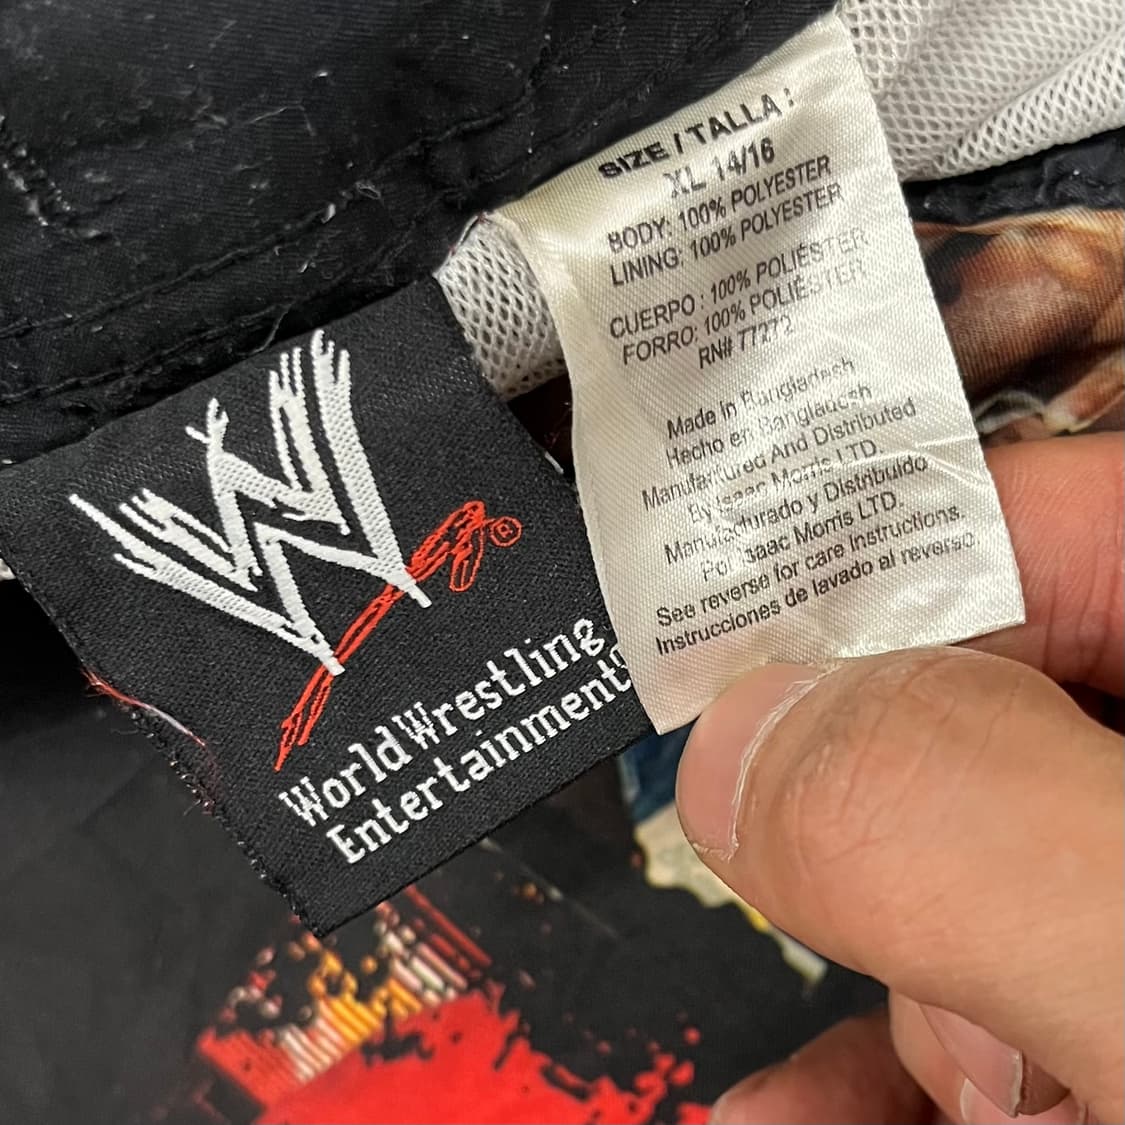 SIZE / TALLA :
XL 14/16
BODY: 100% POLYESTER
LINING: 100% POLYESTER
CUERPO : 100% POLIÉSTER
FORRO: 100% POLIÉSTER
RN# 77272
Made in Bangladesh
Hecho en Bangladesh
Manufactured And Distributed
By Isaac Morris LTD.
Manufacturado y Distribuido
Por Isaac Morris LTD
See reverse for care Instructions.
Instrucciones de lavado al reverso
W
®
World Wrestling
Entertainment®